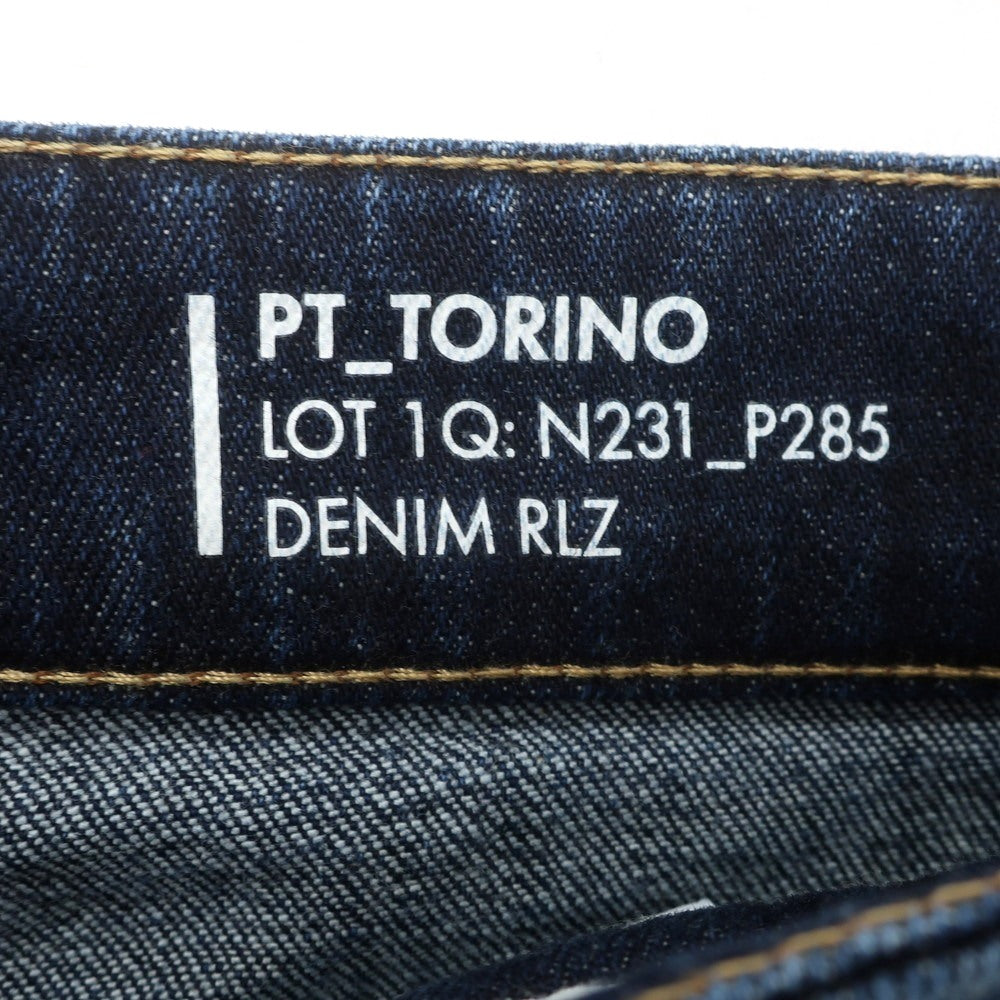 PT_TORINO
LOT 1Q: N231_P285
DENIM RLZ